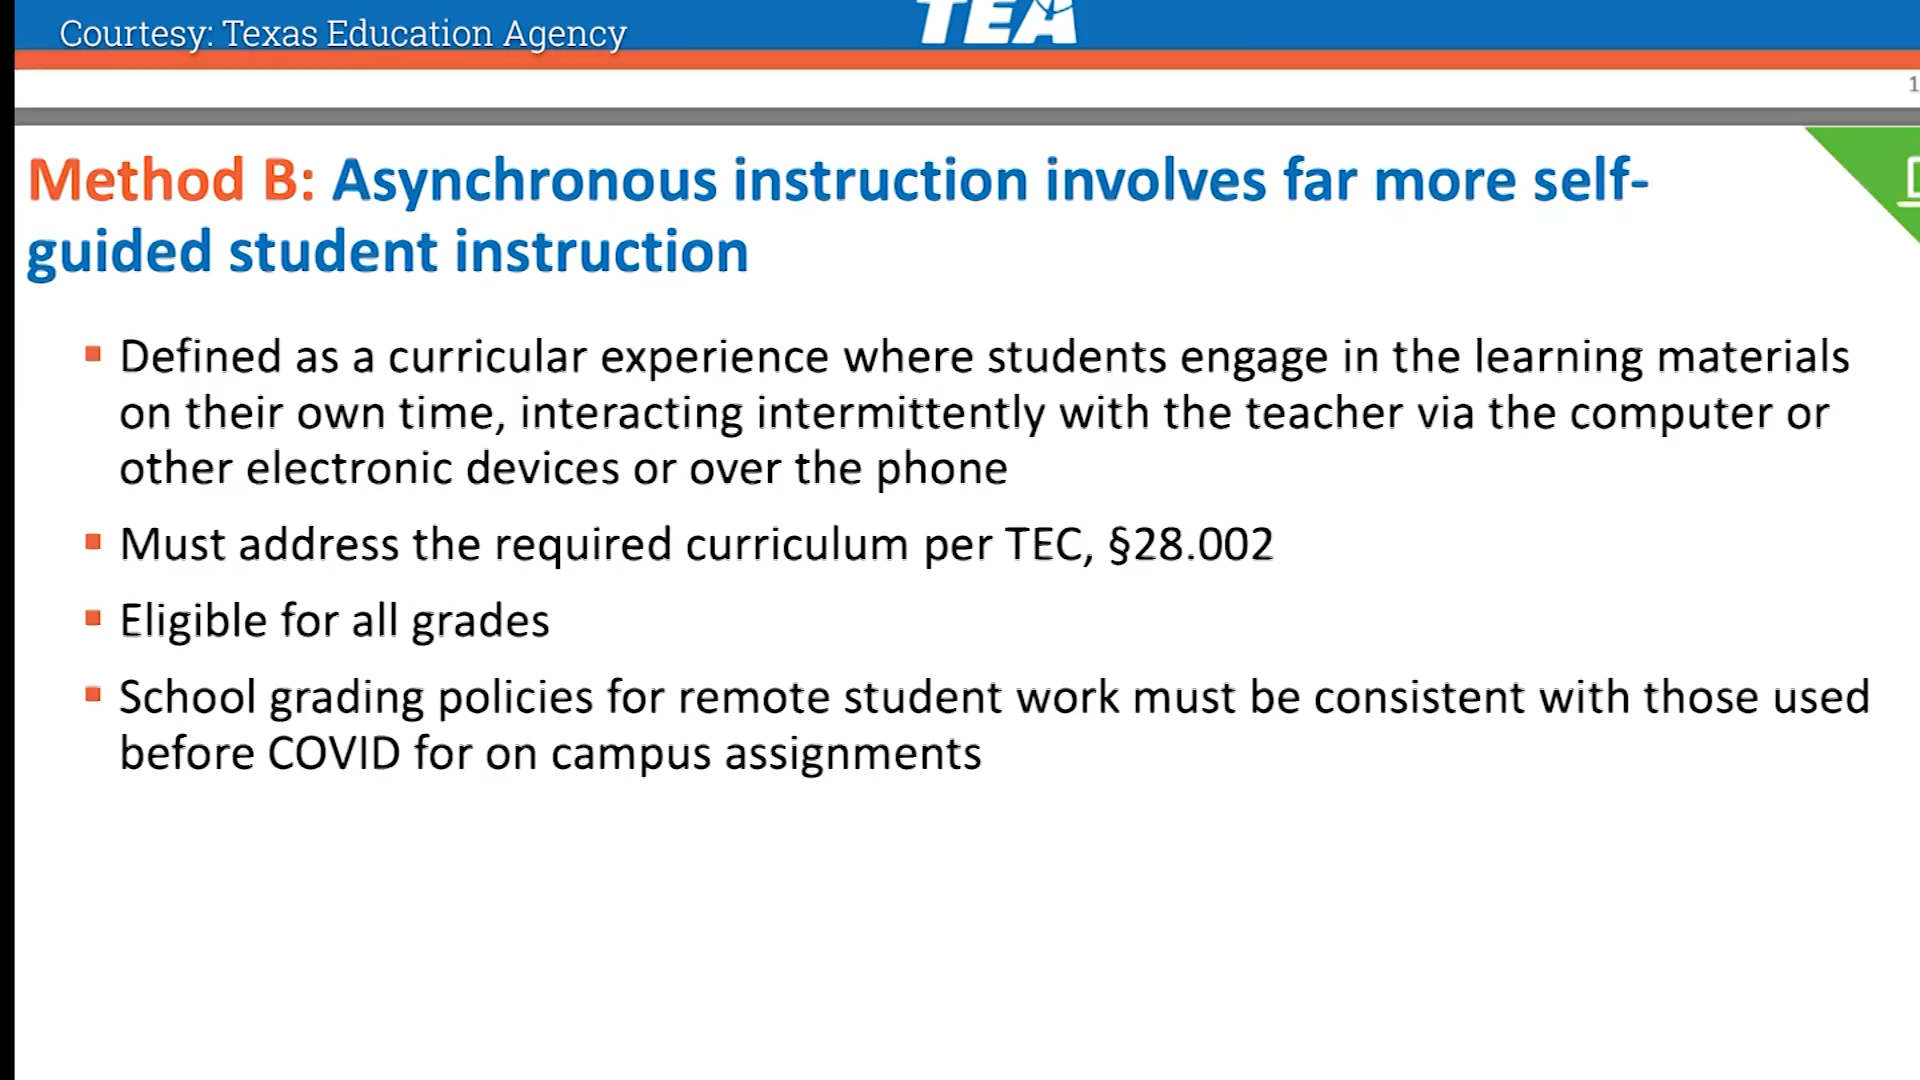 Courtesy: Texas Education Agency
TEA
1
Method B: Asynchronous instruction involves far more self-
guided student instruction
▪ Defined as a curricular experience where students engage in the learning materials
on their own time, interacting intermittently with the teacher via the computer or
other electronic devices or over the phone
▪ Must address the required curriculum per TEC, §28.002
▪ Eligible for all grades
▪ School grading policies for remote student work must be consistent with those used
before COVID for on campus assignments